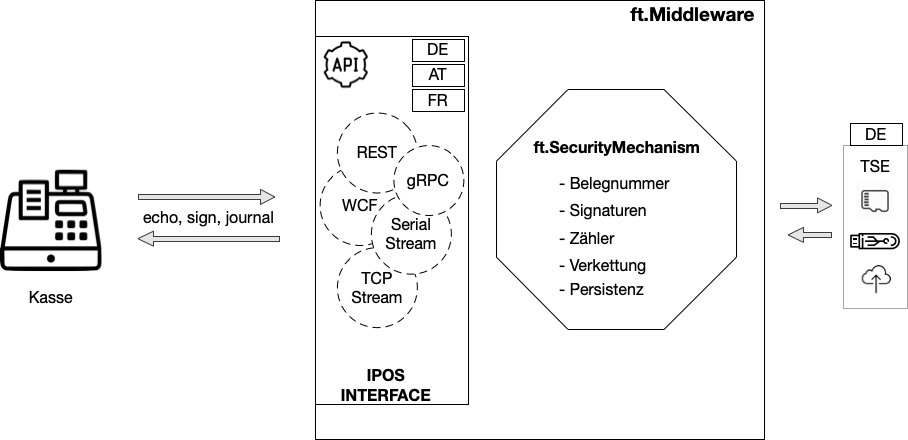 ft.Middleware
API
DE
AT
FR
REST
gRPC
WCF
Serial
Stream
TCP
Stream
IPOS
INTERFACE
echo, sign, journal
Kasse
ft.SecurityMechanism
- Belegnummer
- Signaturen
- Zähler
- Verkettung
- Persistenz
DE
TSE